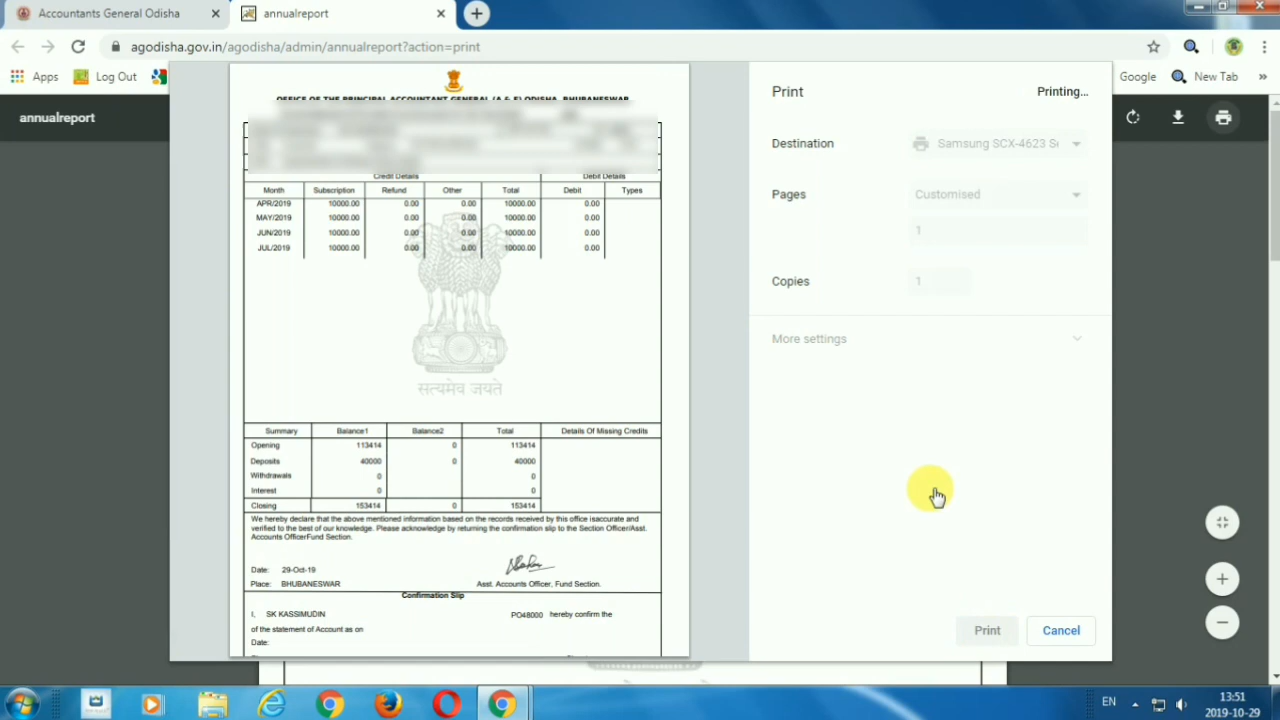 Accountants General Odisha
annualreport
agodisha.gov.in/agodisha/admin/annualreport?action=print
Apps Log Out Google New Tab »
annualreport
OFFICE OF THE PRINCIPAL ACCOUNTANT GENERAL (A & E) ODISHA, BHUBANESWAR
Credit Details Debit Details
Month Subscription Refund Other Total Debit Types
APR/2019 10000.00 0.00 0.00 10000.00 0.00
MAY/2019 10000.00 0.00 0.00 10000.00 0.00
JUN/2019 10000.00 0.00 0.00 10000.00 0.00
JUL/2019 10000.00 0.00 0.00 10000.00 0.00
सत्यमेव जयते
Summary Balance1 Balance2 Total Details Of Missing Credits
Opening 113414 0 113414
Deposits 40000 0 40000
Withdrawals 0 0
Interest 0 0
Closing 153414 0 153414
We hereby declare that the above mentioned information based on the records received by this office isaccurate and
verified to the best of our knowledge. Please acknowledge by returning the confirmation slip to the Section Officer/Asst.
Accounts OfficerFund Section.
Date: 29-Oct-19
Place: BHUBANESWAR Asst. Accounts Officer, Fund Section.
Confirmation Slip
I, SK KASSIMUDIN PO48000 hereby confirm the
of the statement of Account as on
Date:
Print Printing...
Destination Samsung SCX-4623 Se
Pages Customised
1
Copies 1
More settings
Print Cancel
EN 13:51
2019-10-29